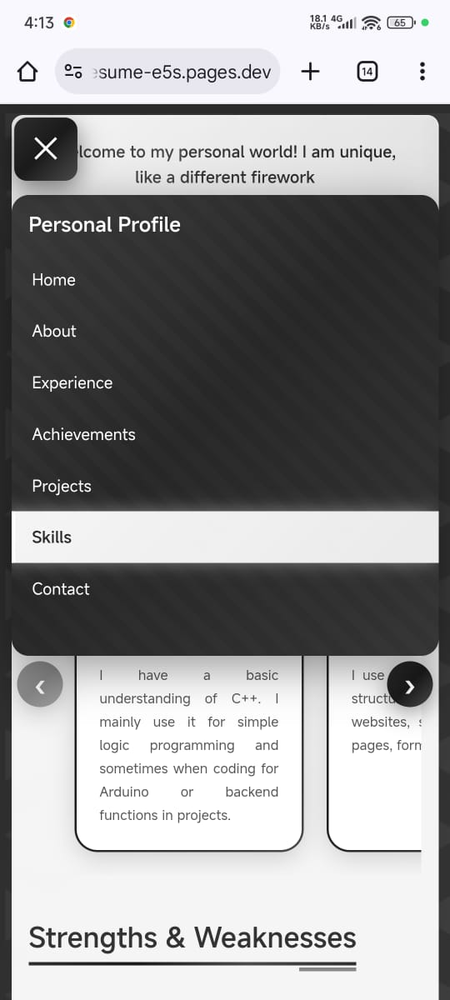 4:13
18.1 4G
KB/s
6
65
sume-e5s.pages.dev
14
lcome to my personal world! I am unique,
like a different firework
Personal Profile
Home
About
Experience
Achievements
Projects
Skills
Contact
I have a basic
understanding of C++. I
mainly use it for simple
logic programming and
sometimes when coding for
Arduino or backend
functions in projects.
I use
structu
websites,
pages, form
Strengths & Weaknesses